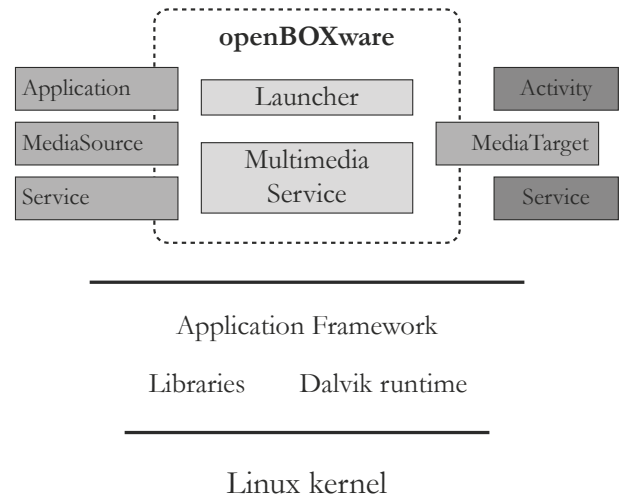 openBOXware
Application
Launcher
Activity
MediaSource
Multimedia
Service
MediaTarget
Service
Service
Application Framework
Libraries Dalvik runtime
Linux kernel